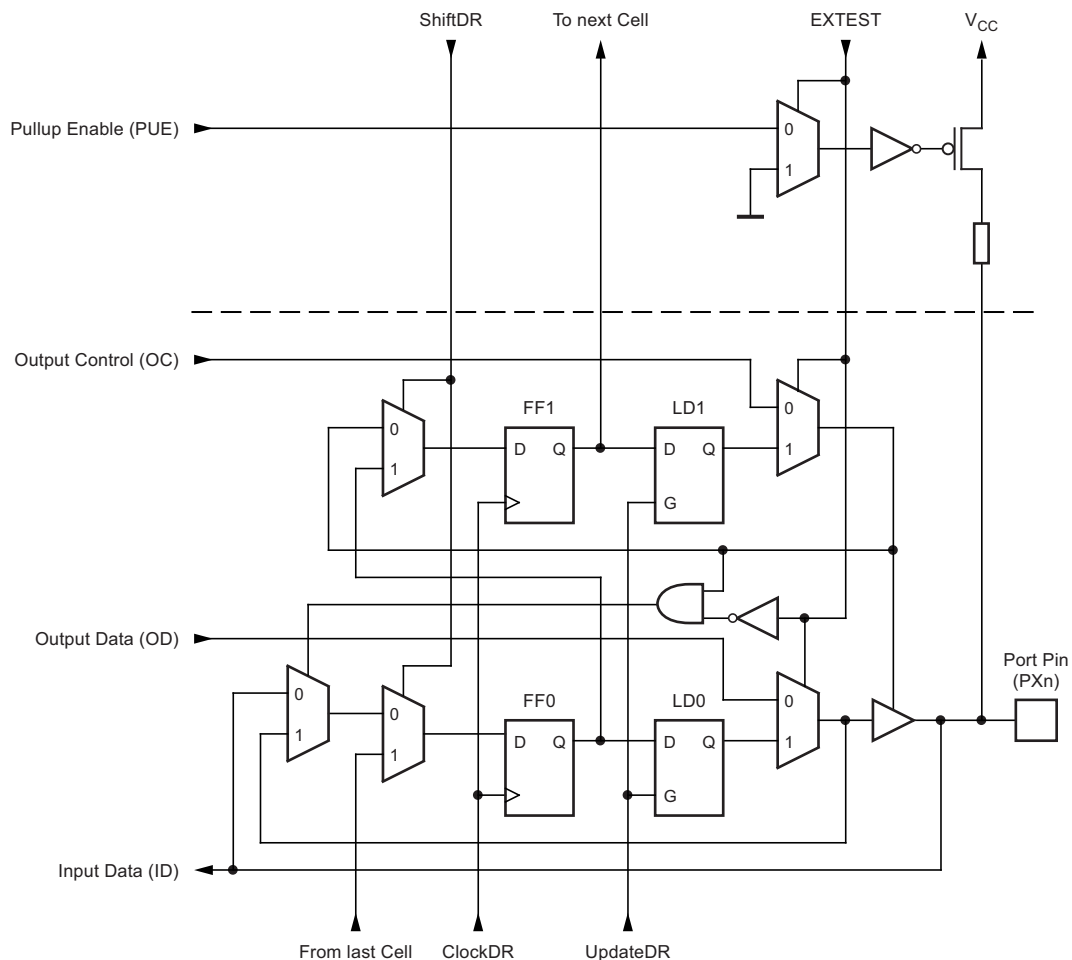 ShiftDR
To next Cell
EXTEST
VCC
Pullup Enable (PUE)
0
1
Output Control (OC)
FF1
LD1
0
0
1
D
Q
D
Q
1
G
Output Data (OD)
Port Pin
(PXn)
FF0
LD0
0
0
0
1
1
D
Q
D
Q
1
G
Input Data (ID)
From last Cell
ClockDR
UpdateDR